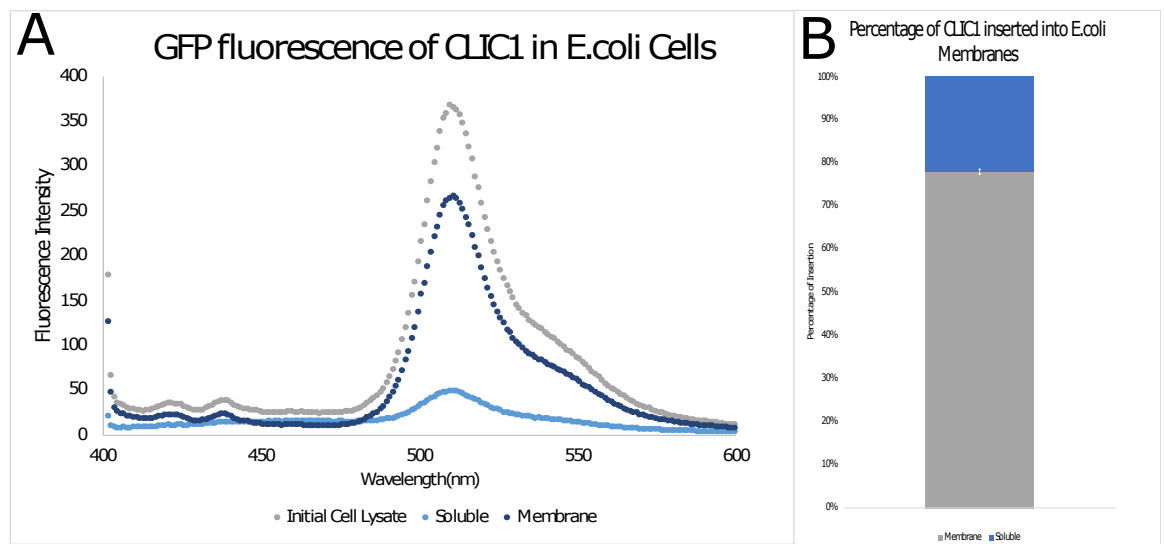 A
GFP fluorescence of CLIC1 in E.coli Cells
400
350
300
250
200
150
100
50
0
Fluorescence Intensity
400
450
500
550
600
Wavelength(nm)
Initial Cell Lysate
Soluble
Membrane
B
Percentage of CLIC1 inserted into E.coli
Membranes
100%
90%
80%
70%
60%
50%
40%
30%
20%
10%
0%
Percentage of Insertion
Membrane
Soluble